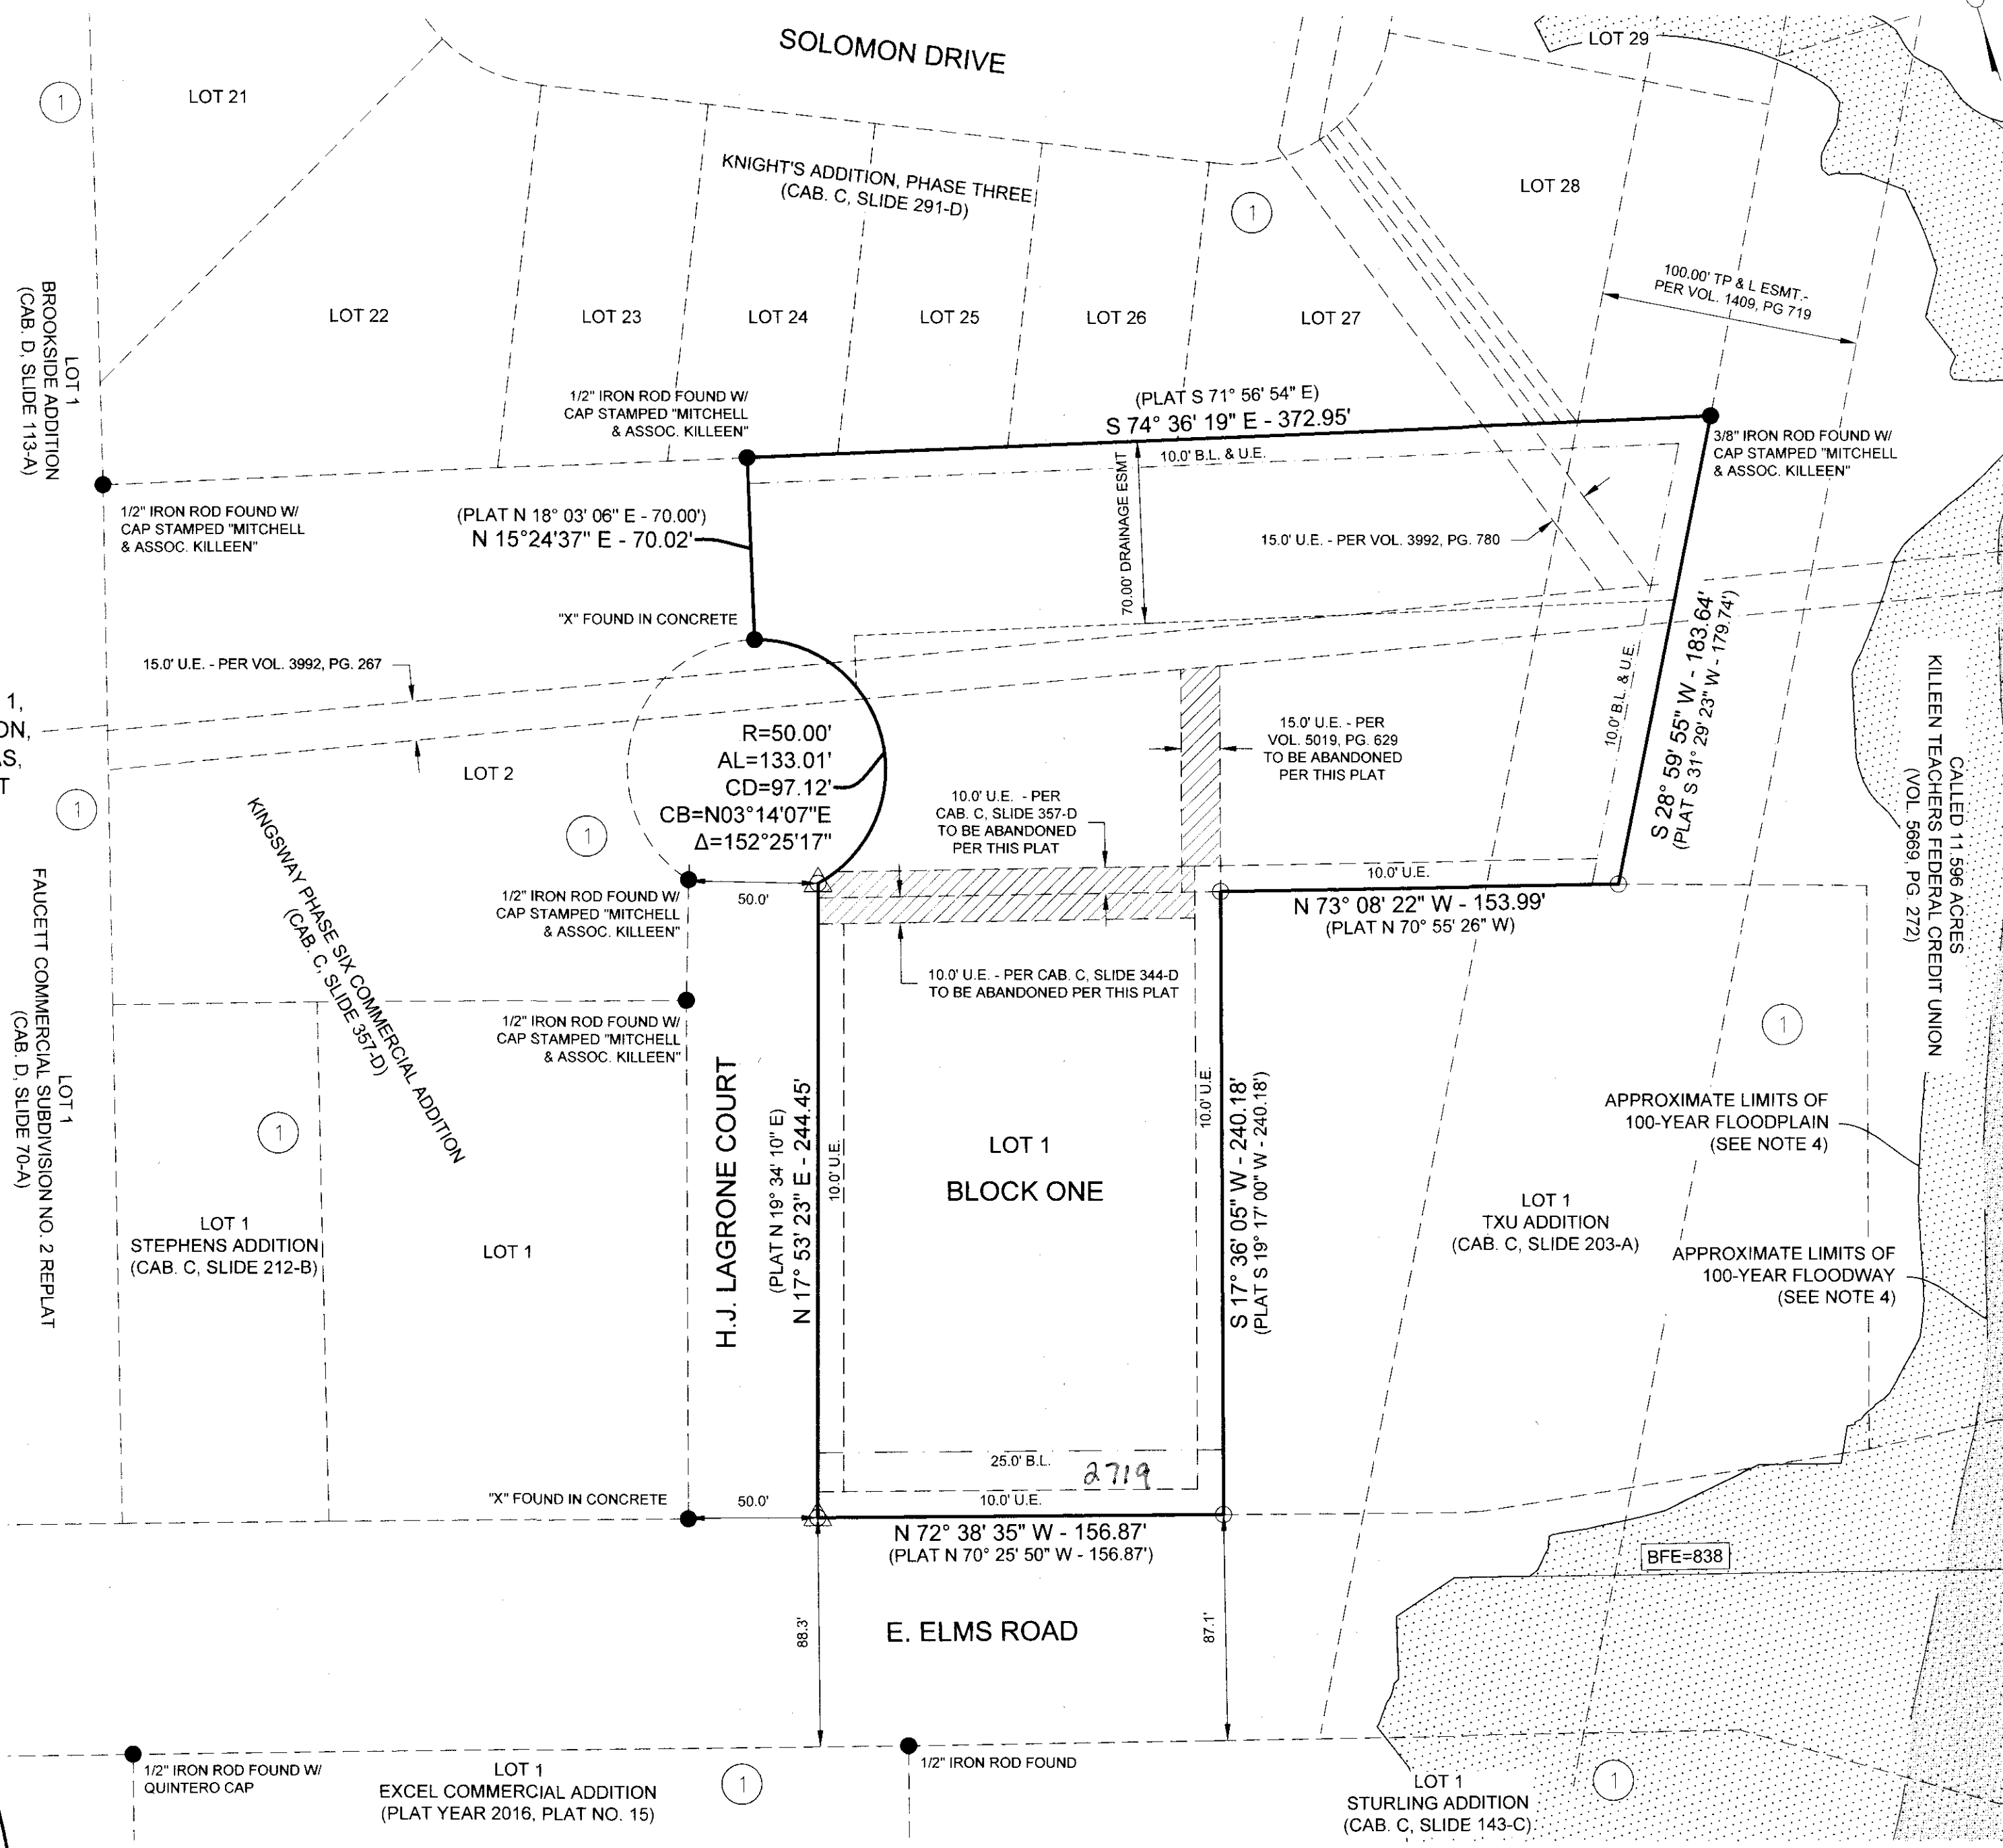 SOLOMON DRIVE
LOT 29
LOT 21
1
KNIGHT'S ADDITION, PHASE THREE
(CAB. C, SLIDE 291-D)
1
LOT 28
100.00' TP & L ESMT.-
PER VOL. 1409, PG 719
LOT 22
LOT 23
LOT 24
LOT 25
LOT 26
LOT 27
LOT 1
BROOKSIDE ADDITION
(CAB. D, SLIDE 113-A)
1/2" IRON ROD FOUND W/
CAP STAMPED "MITCHELL
& ASSOC. KILLEEN"
(PLAT S 71° 56' 54" E)
S 74° 36' 19" E - 372.95'
3/8" IRON ROD FOUND W/
CAP STAMPED "MITCHELL
& ASSOC. KILLEEN"
10.0' B.L. & U.E.
70.00' DRAINAGE ESMT
1/2" IRON ROD FOUND W/
CAP STAMPED "MITCHELL
& ASSOC. KILLEEN"
(PLAT N 18° 03' 06" E - 70.00')
N 15°24'37" E - 70.02'
15.0' U.E. - PER VOL. 3992, PG. 780
"X" FOUND IN CONCRETE
15.0' U.E. - PER VOL. 3992, PG. 267
S 28° 59' 55" W - 183.64'
(PLAT S 31° 29' 23" W - 179.74')
10.0' B.L. & U.E.
1,
ON,
AS,
T
R=50.00'
AL=133.01'
CD=97.12'
CB=N03°14'07"E
Δ=152°25'17"
15.0' U.E. - PER
VOL. 5019, PG. 629
TO BE ABANDONED
PER THIS PLAT
CALLED 11.596 ACRES
KILLEEN TEACHERS FEDERAL CREDIT UNION
(VOL. 5669, PG. 272)
LOT 2
1
1
10.0' U.E. - PER
CAB. C, SLIDE 357-D
TO BE ABANDONED
PER THIS PLAT
KINGSWAY PHASE SIX COMMERCIAL ADDITION
(CAB. C, SLIDE 357-D)
1/2" IRON ROD FOUND W/
CAP STAMPED "MITCHELL
& ASSOC. KILLEEN"
50.0'
10.0' U.E.
N 73° 08' 22" W - 153.99'
(PLAT N 70° 55' 26" W)
10.0' U.E. - PER CAB. C, SLIDE 344-D
TO BE ABANDONED PER THIS PLAT
1/2" IRON ROD FOUND W/
CAP STAMPED "MITCHELL
& ASSOC. KILLEEN"
1
LOT 1
FAUCETT COMMERCIAL SUBDIVISION NO. 2 REPLAT
(CAB. D, SLIDE 70-A)
1
H.J. LAGRONE COURT
(PLAT N 19° 34' 10" E)
N 17° 53' 23" E - 244.45'
10.0' U.E.
LOT 1
BLOCK ONE
10.0' U.E.
S 17° 36' 05" W - 240.18'
(PLAT S 19° 17' 00" W - 240.18')
APPROXIMATE LIMITS OF
100-YEAR FLOODPLAIN
(SEE NOTE 4)
LOT 1
STEPHENS ADDITION
(CAB. C, SLIDE 212-B)
LOT 1
LOT 1
TXU ADDITION
(CAB. C, SLIDE 203-A)
APPROXIMATE LIMITS OF
100-YEAR FLOODWAY
(SEE NOTE 4)
25.0' B.L.
2719
"X" FOUND IN CONCRETE
50.0'
10.0' U.E.
N 72° 38' 35" W - 156.87'
(PLAT N 70° 25' 50" W - 156.87')
BFE=838
88.3'
E. ELMS ROAD
87.1'
1/2" IRON ROD FOUND W/
QUINTERO CAP
LOT 1
EXCEL COMMERCIAL ADDITION
(PLAT YEAR 2016, PLAT NO. 15)
1
1/2" IRON ROD FOUND
LOT 1
STURLING ADDITION
(CAB. C, SLIDE 143-C)
1